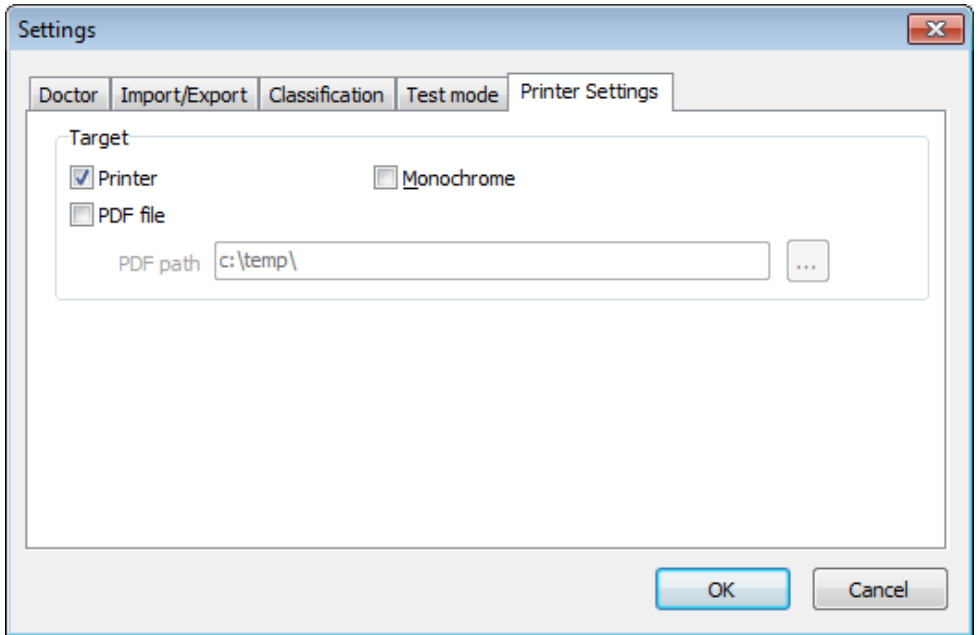 Settings
Doctor Import/Export Classification Test mode Printer Settings
Target
Printer Monochrome
PDF file
PDF path c:\temp\ ...
OK Cancel